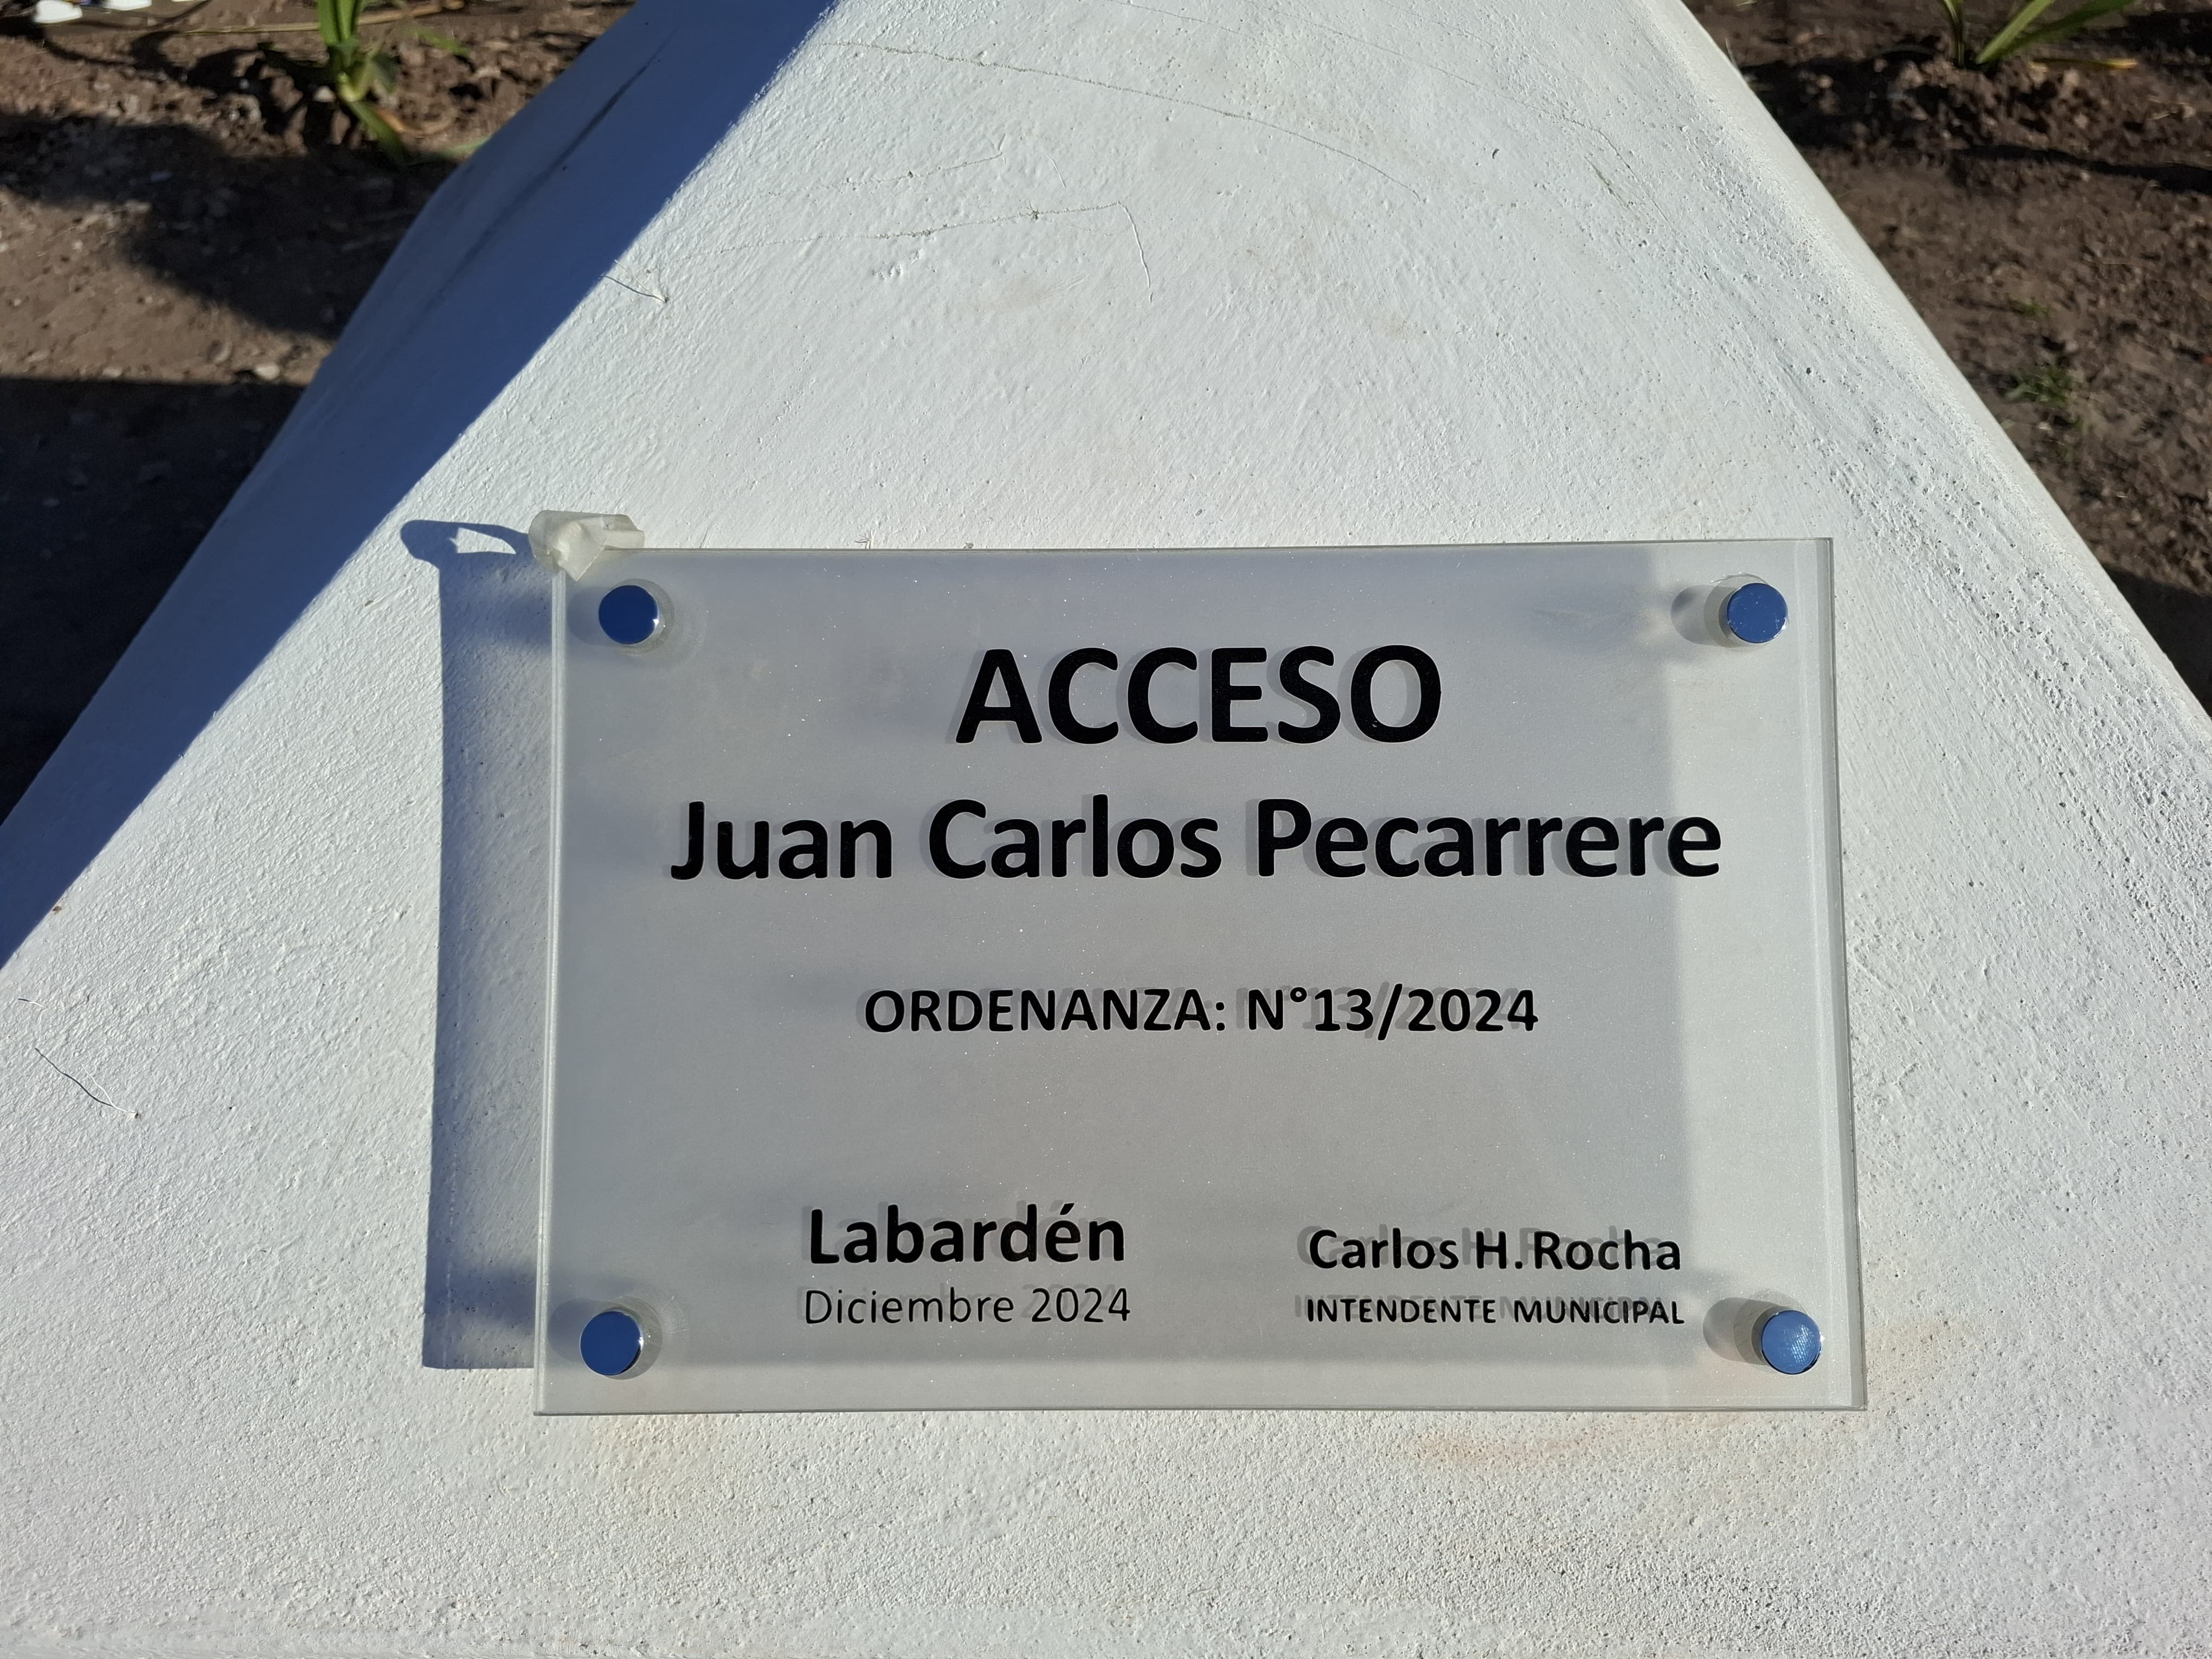 ACCESO
Juan Carlos Pecarrere
ORDENANZA: N°13/2024
Labardén
Diciembre 2024
Carlos H. Rocha
INTENDENTE MUNICIPAL